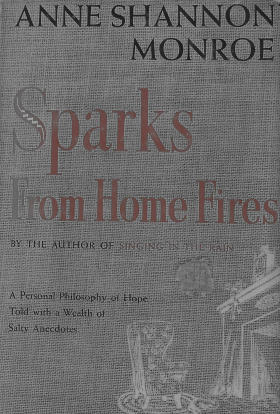 ANNE SHANNON
MONROE
Sparks
From Home Fires
BY THE AUTHOR OF SINGING IN THE RAIN
A Personal Philosophy of Hope
Told with a Wealth of
Salty Anecdotes